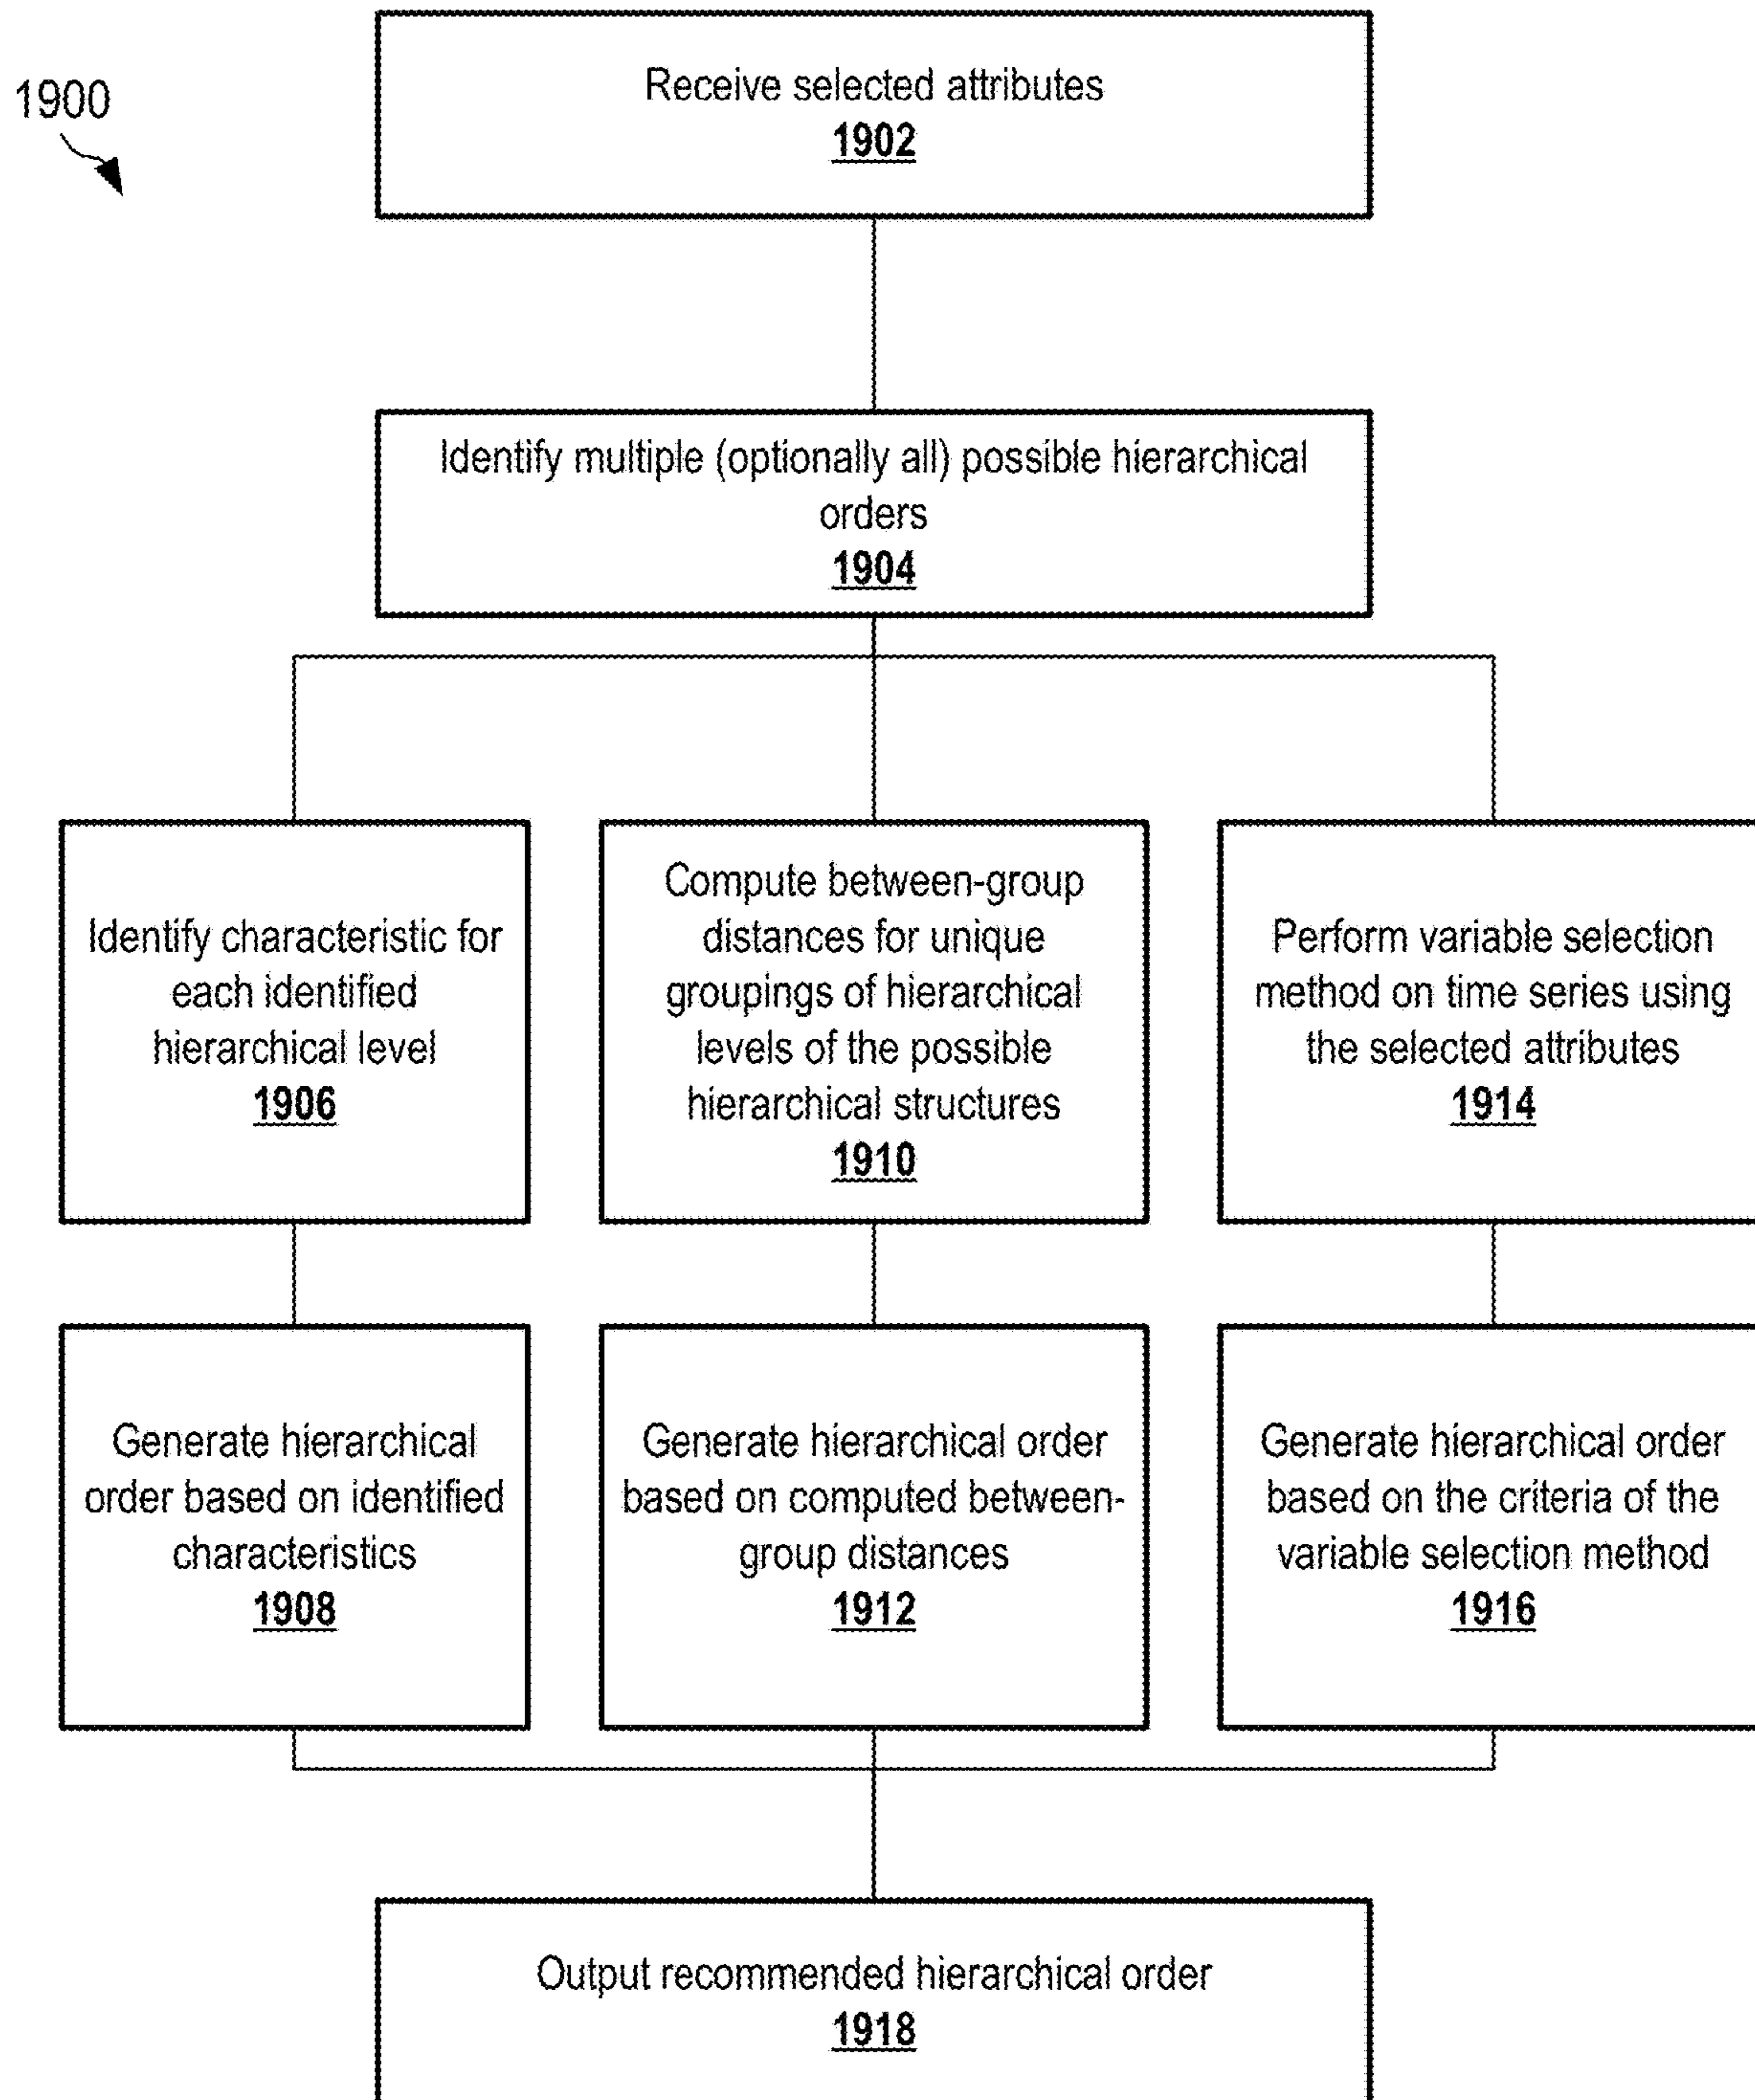 1900
Receive selected attributes
1902
Identify multiple (optionally all) possible hierarchical
orders
1904
Identify characteristic for
each identified
hierarchical level
1906
Compute between-group
distances for unique
groupings of hierarchical
levels of the possible
hierarchical structures
1910
Perform variable selection
method on time series using
the selected attributes
1914
Generate hierarchical
order based on identified
characteristics
1908
Generate hierarchical order
based on computed between-
group distances
1912
Generate hierarchical order
based on the criteria of the
variable selection method
1916
Output recommended hierarchical order
1918